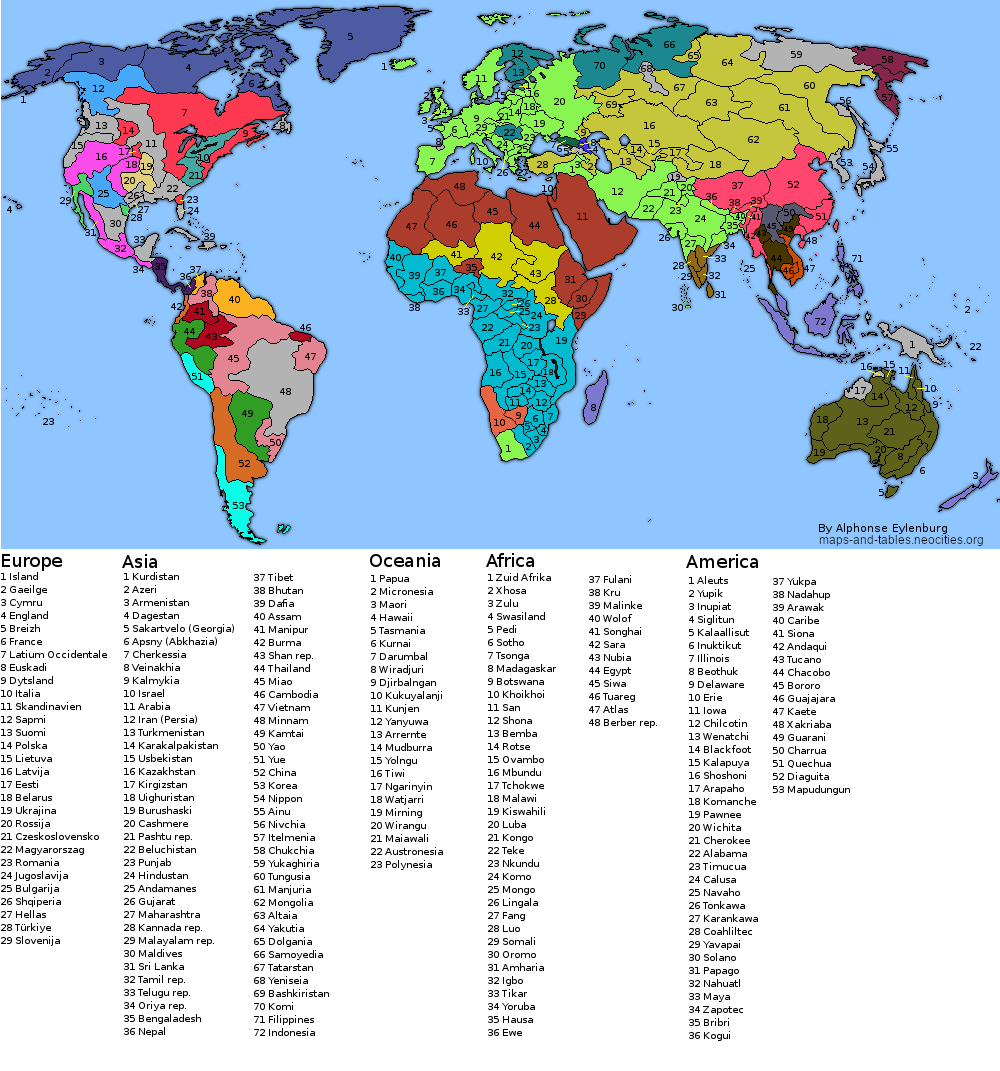 By Alphonse Eylenburg
maps-and-tables.neocities.org
Europe
1 Island
2 Gaeilge
3 Cymru
4 England
5 Breizh
6 France
7 Latium Occidentale
8 Euskadi
9 Dytsland
10 Italia
11 Skandinavien
12 Sapmi
13 Suomi
14 Polska
15 Lietuva
16 Latvija
17 Eesti
18 Belarus
19 Ukrajina
20 Rossija
21 Czeskoslovensko
22 Magyarorszag
23 Romania
24 Jugoslavija
25 Bulgarija
26 Shqiperia
27 Hellas
28 Türkiye
29 Slovenija
Asia
1 Kurdistan
2 Azeri
3 Armenistan
4 Dagestan
5 Sakartvelo (Georgia)
6 Apsny (Abkhazia)
7 Cherkessia
8 Veinakhia
9 Kalmykia
10 Israel
11 Arabia
12 Iran (Persia)
13 Turkmenistan
14 Karakalpakistan
15 Usbekistan
16 Kazakhstan
17 Kirgizstan
18 Uighuristan
19 Burushaski
20 Cashmere
21 Pashtu rep.
22 Beluchistan
23 Punjab
24 Hindustan
25 Andamanes
26 Gujarat
27 Maharashtra
28 Kannada rep.
29 Malayalam rep.
30 Maldives
31 Sri Lanka
32 Tamil rep.
33 Telugu rep.
34 Oriya rep.
35 Bengaladesh
36 Nepal
37 Tibet
38 Bhutan
39 Dafia
40 Assam
41 Manipur
42 Burma
43 Shan rep.
44 Thailand
45 Miao
46 Cambodia
47 Vietnam
48 Minnam
49 Kamtai
50 Yao
51 Yue
52 China
53 Korea
54 Nippon
55 Ainu
56 Nivchia
57 Itelmenia
58 Chukchia
59 Yukaghiria
60 Tungusia
61 Manjuria
62 Mongolia
63 Altaia
64 Yakutia
65 Dolgania
66 Samoyedia
67 Tatarstan
68 Yeniseia
69 Bashkiristan
70 Komi
71 Filippines
72 Indonesia
Oceania
1 Papua
2 Micronesia
3 Maori
4 Hawaii
5 Tasmania
6 Kurnai
7 Darumbal
8 Wiradjuri
9 Djirbalngan
10 Kukuyalanji
11 Kunjen
12 Yanyuwa
13 Arrernte
14 Mudburra
15 Yolngu
16 Tiwi
17 Ngarinyin
18 Watjarri
19 Mirning
20 Wirangu
21 Maiawali
22 Austronesia
23 Polynesia
Africa
1 Zuid Afrika
2 Xhosa
3 Zulu
4 Swasiland
5 Pedi
6 Sotho
7 Tsonga
8 Madagaskar
9 Botswana
10 Khoikhoi
11 San
12 Shona
13 Bemba
14 Rotse
15 Ovambo
16 Mbundu
17 Tchokwe
18 Malawi
19 Kiswahili
20 Luba
21 Kongo
22 Teke
23 Nkundu
24 Komo
25 Mongo
26 Lingala
27 Fang
28 Luo
29 Somali
30 Oromo
31 Amharia
32 Igbo
33 Tikar
34 Yoruba
35 Hausa
36 Ewe
37 Fulani
38 Kru
39 Malinke
40 Wolof
41 Songhai
42 Sara
43 Nubia
44 Egypt
45 Siwa
46 Tuareg
47 Atlas
48 Berber rep.
America
1 Aleuts
2 Yupik
3 Inupiat
4 Siglitun
5 Kalaallisut
6 Inuktikut
7 Illinois
8 Beothuk
9 Delaware
10 Erie
11 Iowa
12 Chilcotin
13 Wenatchi
14 Blackfoot
15 Kalapuya
16 Shoshoni
17 Arapaho
18 Komanche
19 Pawnee
20 Wichita
21 Cherokee
22 Alabama
23 Timucua
24 Calusa
25 Navaho
26 Tonkawa
27 Karankawa
28 Coahliltec
29 Yavapai
30 Solano
31 Papago
32 Nahuatl
33 Maya
34 Zapotec
35 Bribri
36 Kogui
37 Yukpa
38 Nadahup
39 Arawak
40 Caribe
41 Siona
42 Andaqui
43 Tucano
44 Chacobo
45 Bororo
46 Guajajara
47 Kaete
48 Xakriaba
49 Guarani
50 Charrua
51 Quechua
52 Diaguita
53 Mapudungun